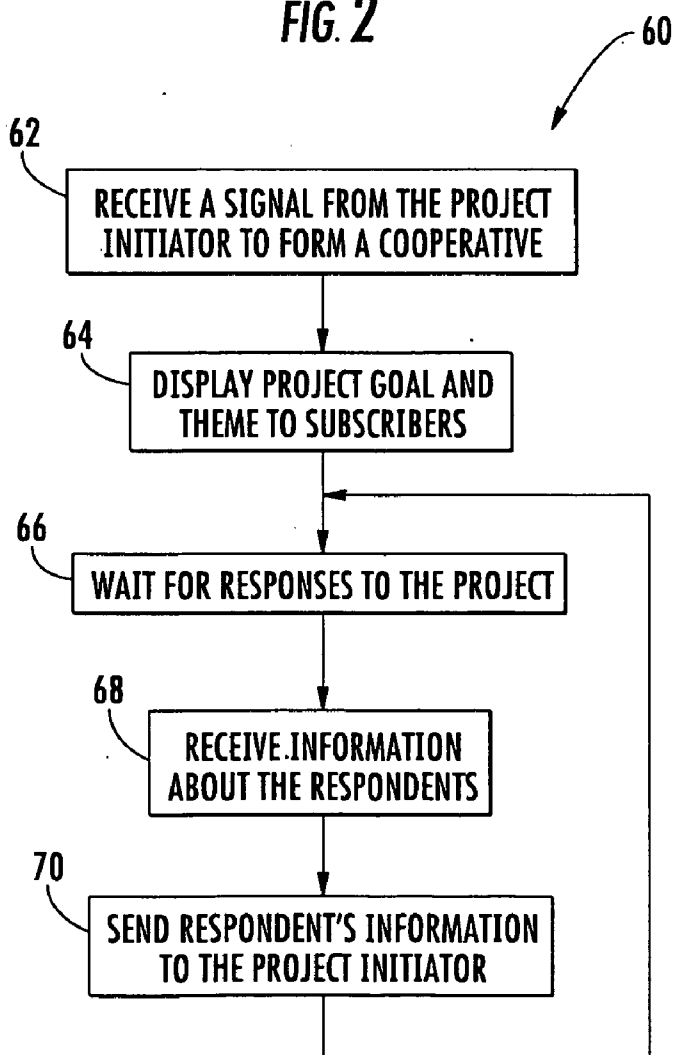 FIG. 2
60
62
RECEIVE A SIGNAL FROM THE PROJECT
INITIATOR TO FORM A COOPERATIVE
64
DISPLAY PROJECT GOAL AND
THEME TO SUBSCRIBERS
66
WAIT FOR RESPONSES TO THE PROJECT
68
RECEIVE INFORMATION
ABOUT THE RESPONDENTS
70
SEND RESPONDENT'S INFORMATION
TO THE PROJECT INITIATOR